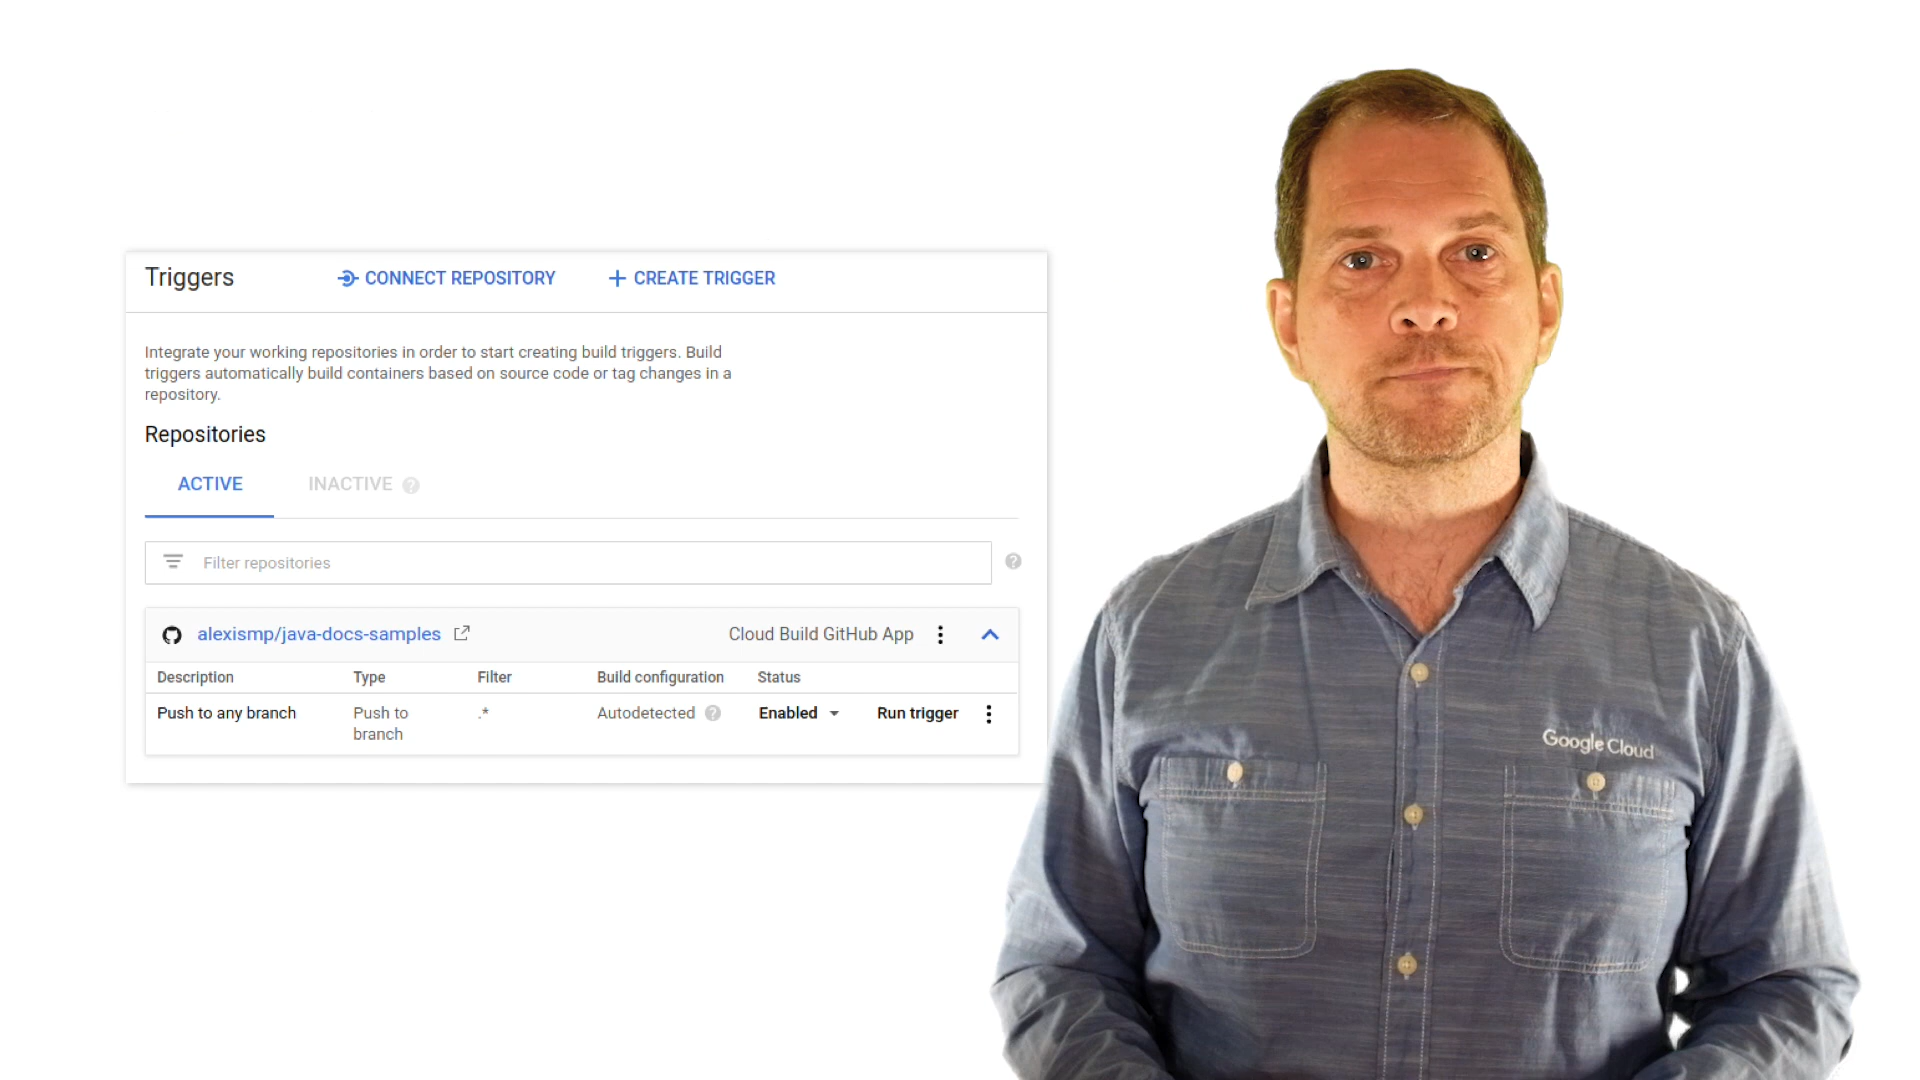 Triggers
CONNECT REPOSITORY
CREATE TRIGGER
Integrate your working repositories in order to start creating build triggers. Build
triggers automatically build containers based on source code or tag changes in a
repository.
Repositories
ACTIVE
INACTIVE
Filter repositories
alexismp/java-docs-samples
Cloud Build GitHub App
Description Type Filter Build configuration Status
Push to any branch
Push to
branch
.*
Autodetected
Enabled
Run trigger
Google Cloud